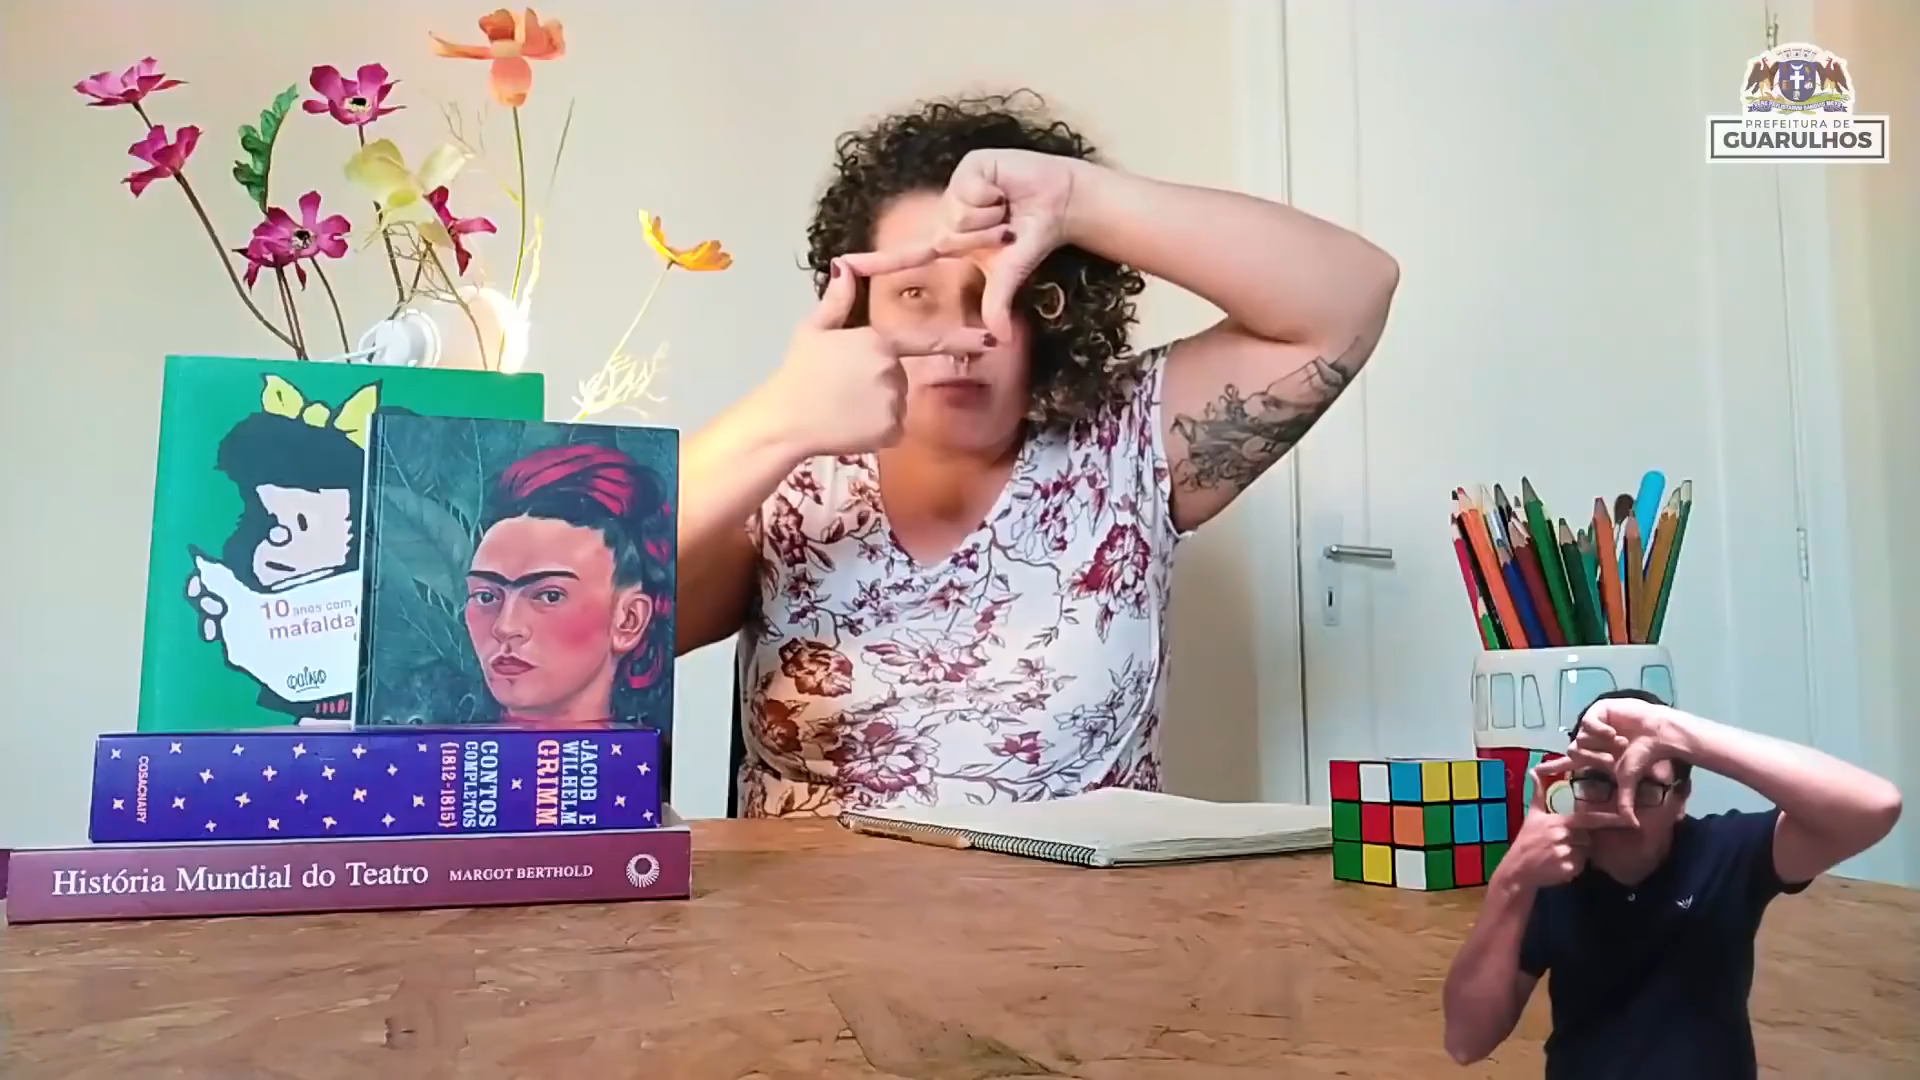 PREFEITURA DE
GUARULHOS
10 anos com
mafalda
QUINO
COSACNAIFY
JACOB E
WILHELM
GRIMM
CONTOS
COMPLETOS
(1812-1815)
História Mundial do Teatro MARGOT BERTHOLD